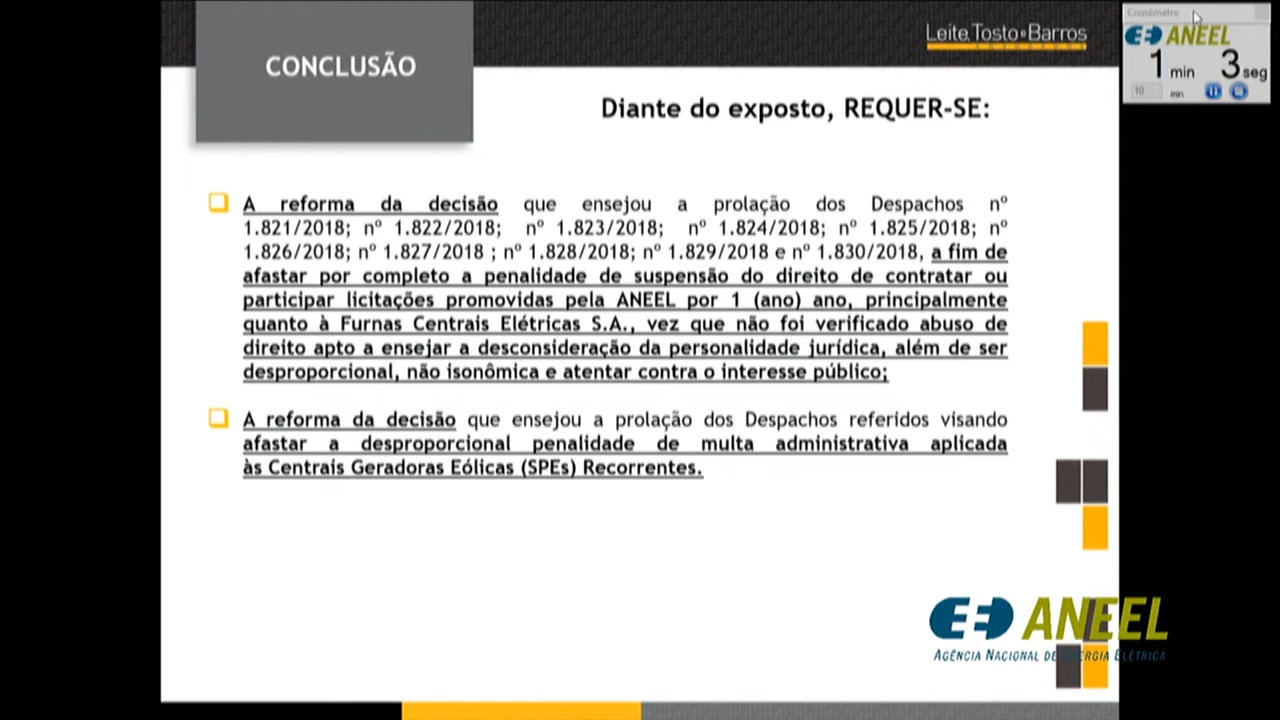 CONCLUSÃO
Leite, Tosto e Barros
ADVOGADOS
Cronômetro
ANEEL
1 min 3 seg
10 min
Diante do exposto, REQUER-SE:
A reforma da decisão que ensejou a prolação dos Despachos nº
1.821/2018; nº 1.822/2018; nº 1.823/2018; nº 1.824/2018; nº 1.825/2018; nº
1.826/2018; nº 1.827/2018 ; nº 1.828/2018; nº 1.829/2018 e nº 1.830/2018, a fim de
afastar por completo a penalidade de suspensão do direito de contratar ou
participar licitações promovidas pela ANEEL por 1 (ano) ano, principalmente
quanto à Furnas Centrais Elétricas S.A., vez que não foi verificado abuso de
direito apto a ensejar a desconsideração da personalidade jurídica, além de ser
desproporcional, não isonômica e atentar contra o interesse público;
A reforma da decisão que ensejou a prolação dos Despachos referidos visando
afastar a desproporcional penalidade de multa administrativa aplicada
às Centrais Geradoras Eólicas (SPEs) Recorrentes.
ANEEL
AGÊNCIA NACIONAL DE ENERGIA ELÉTRICA